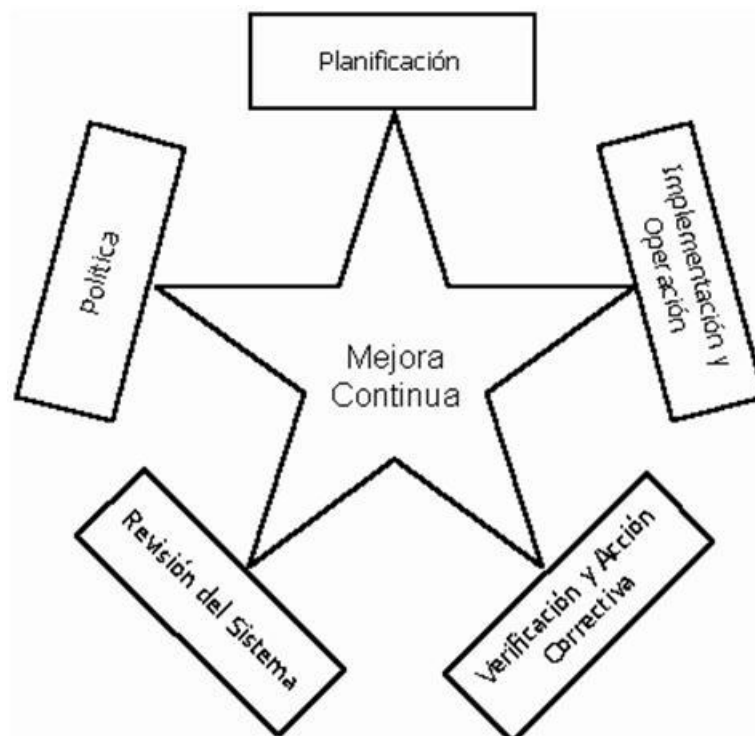 Planificación
Política
Implementación y
Operación
Mejora
Continua
Revisión del Sistema
Verificación y Acción
Correctiva